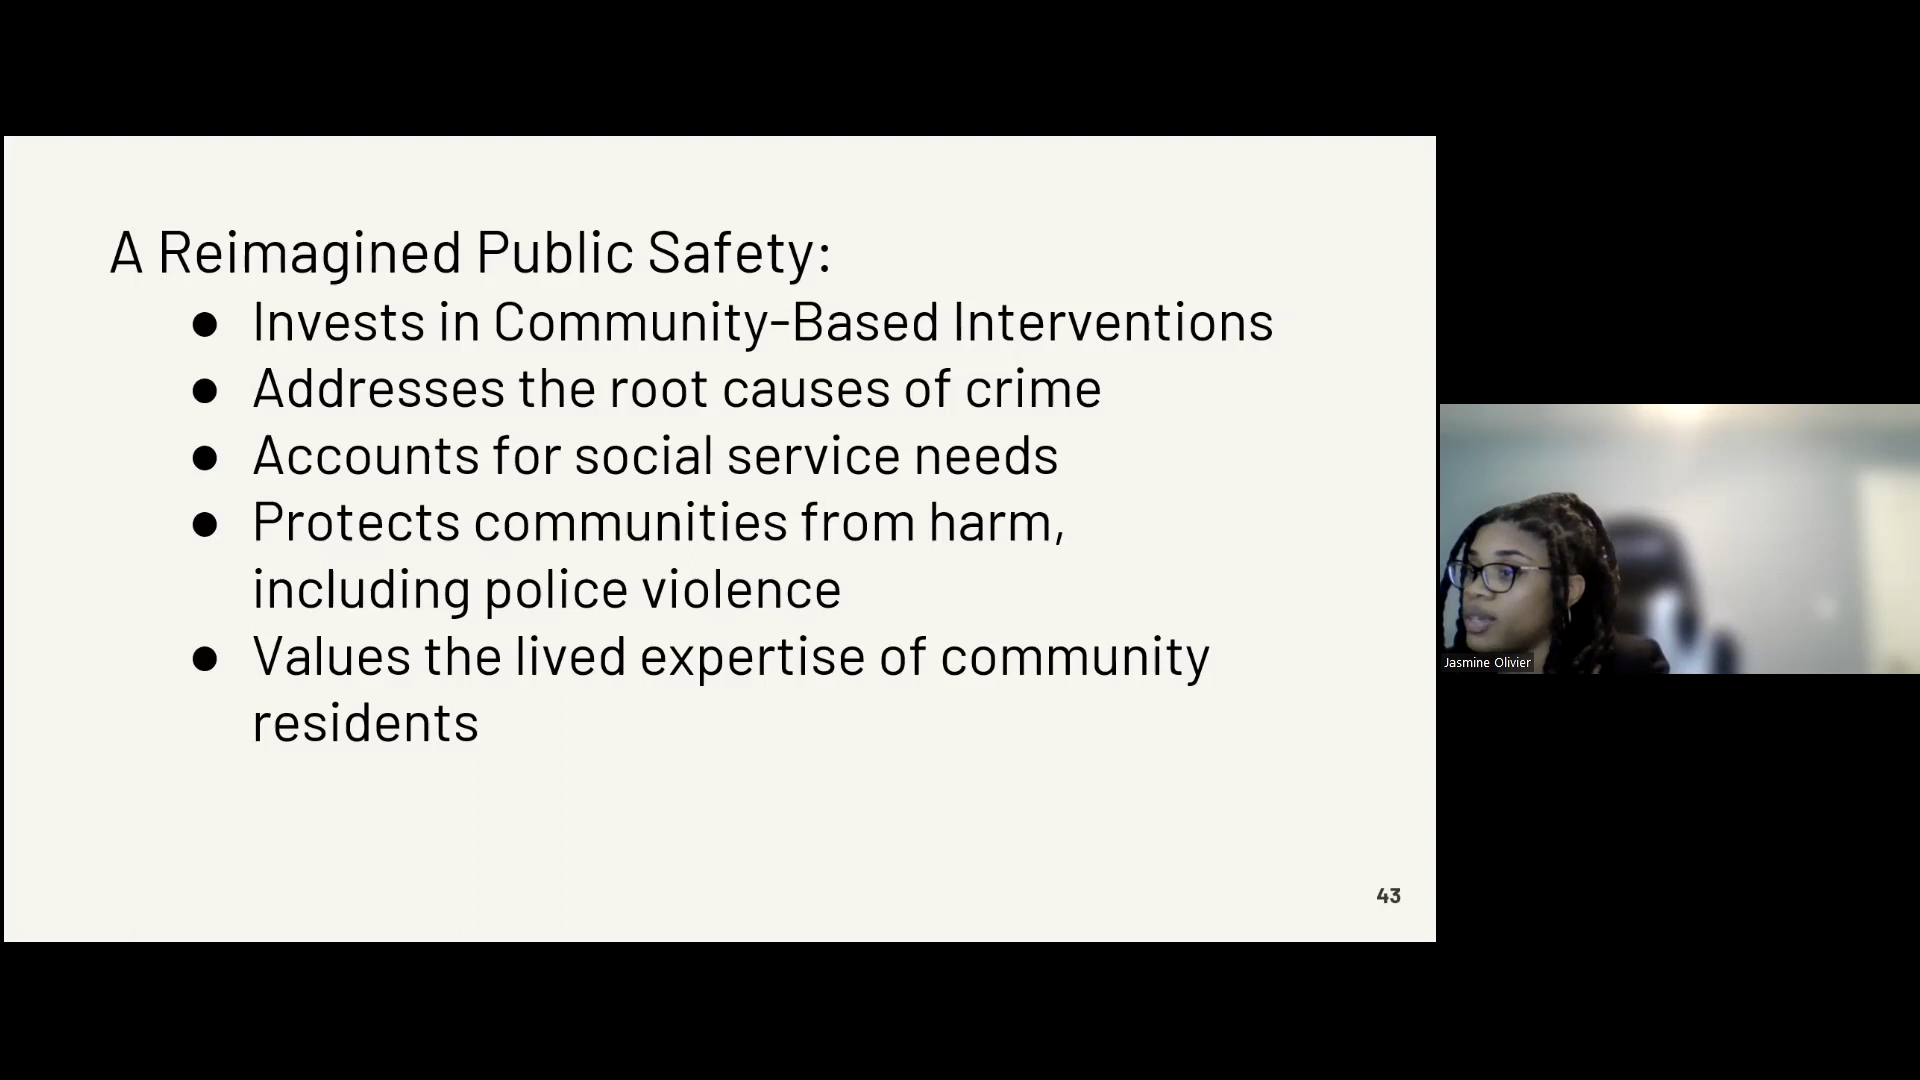 A Reimagined Public Safety:
● Invests in Community-Based Interventions
● Addresses the root causes of crime
● Accounts for social service needs
● Protects communities from harm,
including police violence
● Values the lived expertise of community
residents
43
Jasmine Olivier